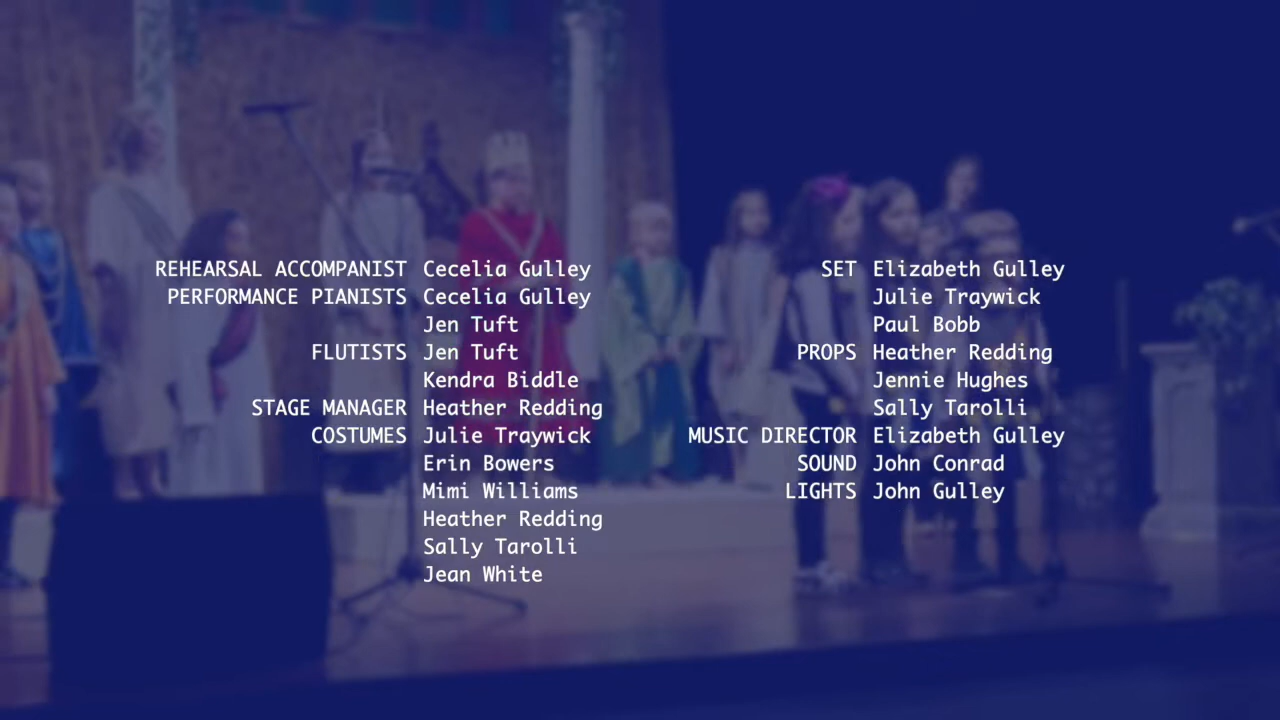 REHEARSAL ACCOMPANIST Cecelia Gulley
PERFORMANCE PIANISTS Cecelia Gulley
Jen Tuft
FLUTISTS Jen Tuft
Kendra Biddle
STAGE MANAGER Heather Redding
COSTUMES Julie Traywick
Erin Bowers
Mimi Williams
Heather Redding
Sally Tarolli
Jean White
SET Elizabeth Gulley
Julie Traywick
Paul Bobb
PROPS Heather Redding
Jennie Hughes
Sally Tarolli
MUSIC DIRECTOR Elizabeth Gulley
SOUND John Conrad
LIGHTS John Gulley